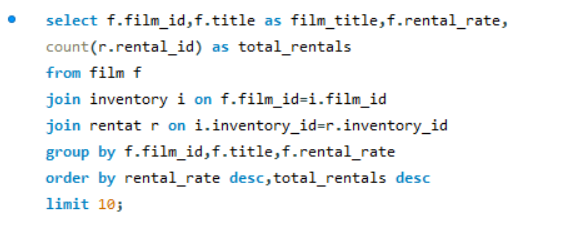 select f.film_id,f.title as film_title,f.rental_rate,
count(r.rental_id) as total_rentals
from film f
join inventory i on f.film_id=i.film_id
join rentat r on i.inventory_id=r.inventory_id
group by f.film_id,f.title,f.rental_rate
order by rental_rate desc,total_rentals desc
limit 10;